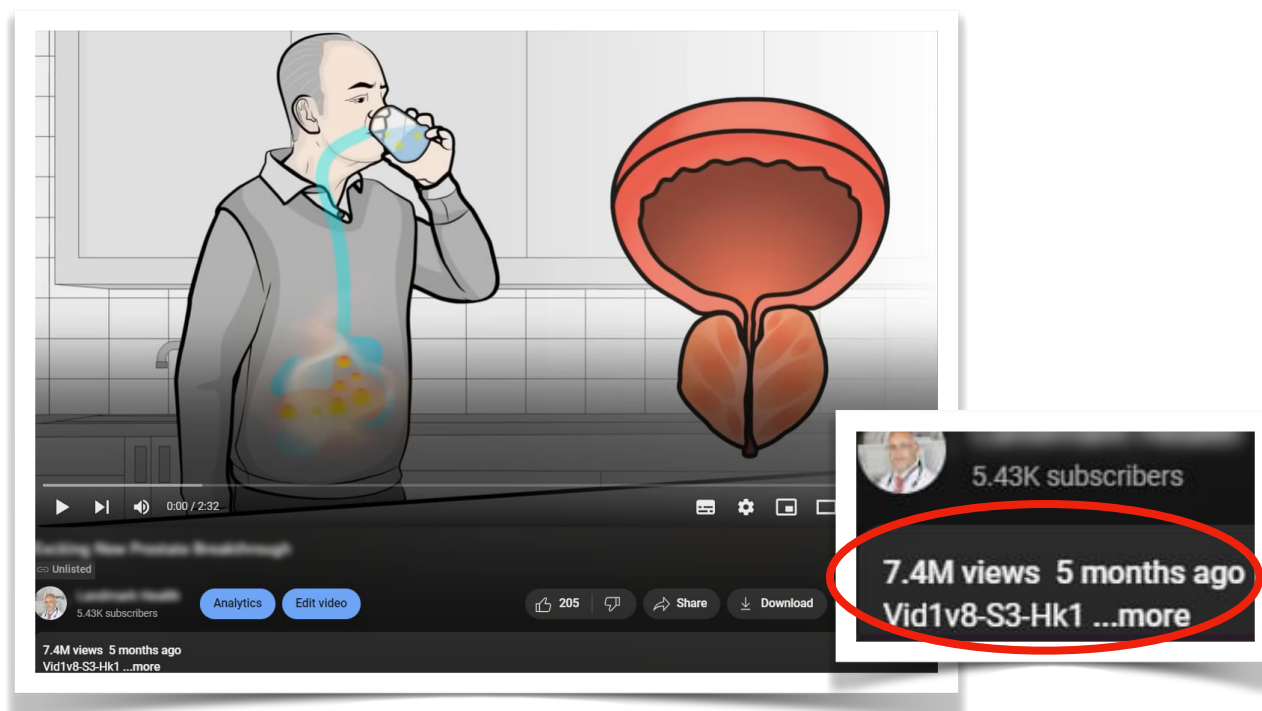 0:00 / 2:32
Unlisted
5.43K subscribers
Analytics
Edit video
205
Share
Download
7.4M views 5 months ago
Vid1v8-S3-Hk1 ...more
5.43K subscribers
7.4M views 5 months ago
Vid1v8-S3-Hk1 ...more